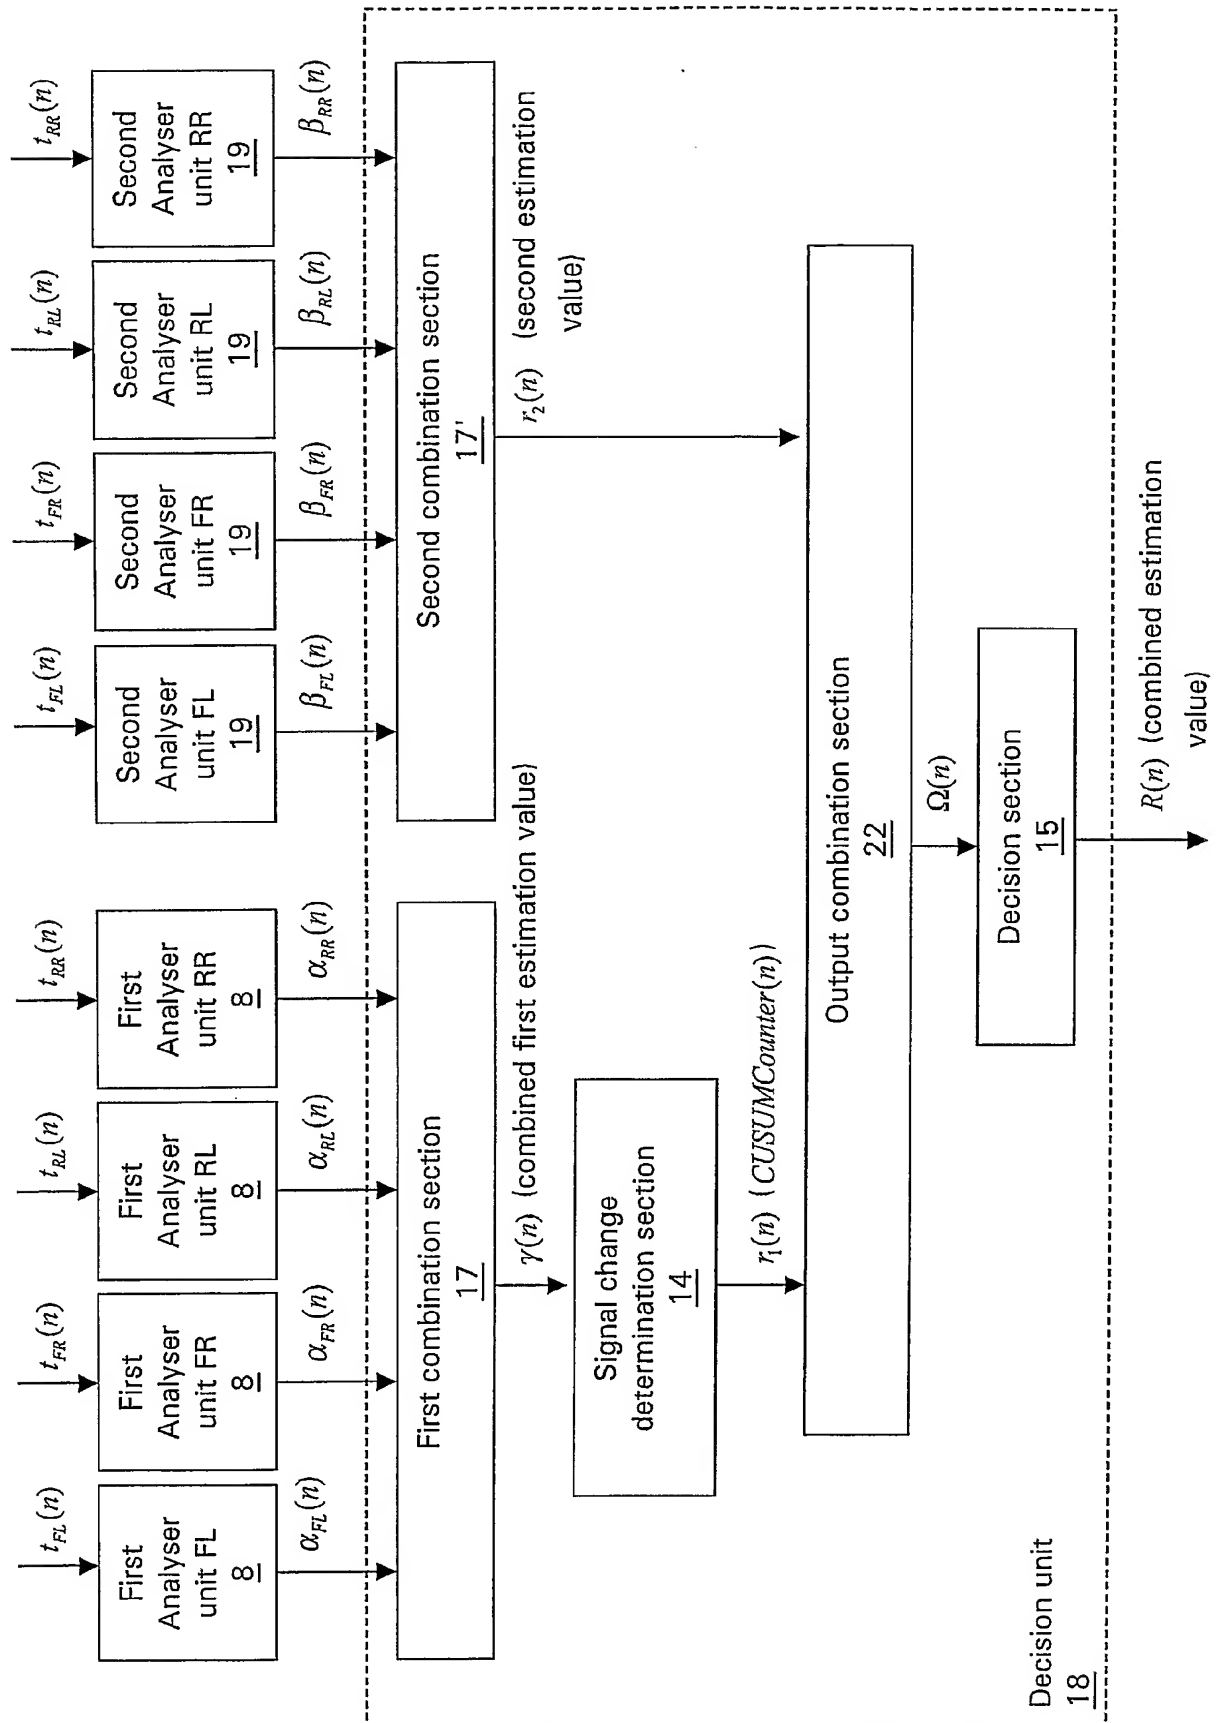 t_FL(n)
t_FR(n)
t_RL(n)
t_RR(n)
t_FL(n)
t_FR(n)
t_RL(n)
t_RR(n)
First
Analyser
unit FL
8
First
Analyser
unit FR
8
First
Analyser
unit RL
8
First
Analyser
unit RR
8
Second
Analyser
unit FL
19
Second
Analyser
unit FR
19
Second
Analyser
unit RL
19
Second
Analyser
unit RR
19
α_FL(n)
α_FR(n)
α_RL(n)
α_RR(n)
β_FL(n)
β_FR(n)
β_RL(n)
β_RR(n)
First combination section
17
Second combination section
17'
γ(n) (combined first estimation value)
r₂(n) (second estimation
value)
Signal change
determination section
14
r₁(n) (CUSUMCounter(n))
Output combination section
22
Ω(n)
Decision section
15
Decision unit
18
R(n) (combined estimation
value)